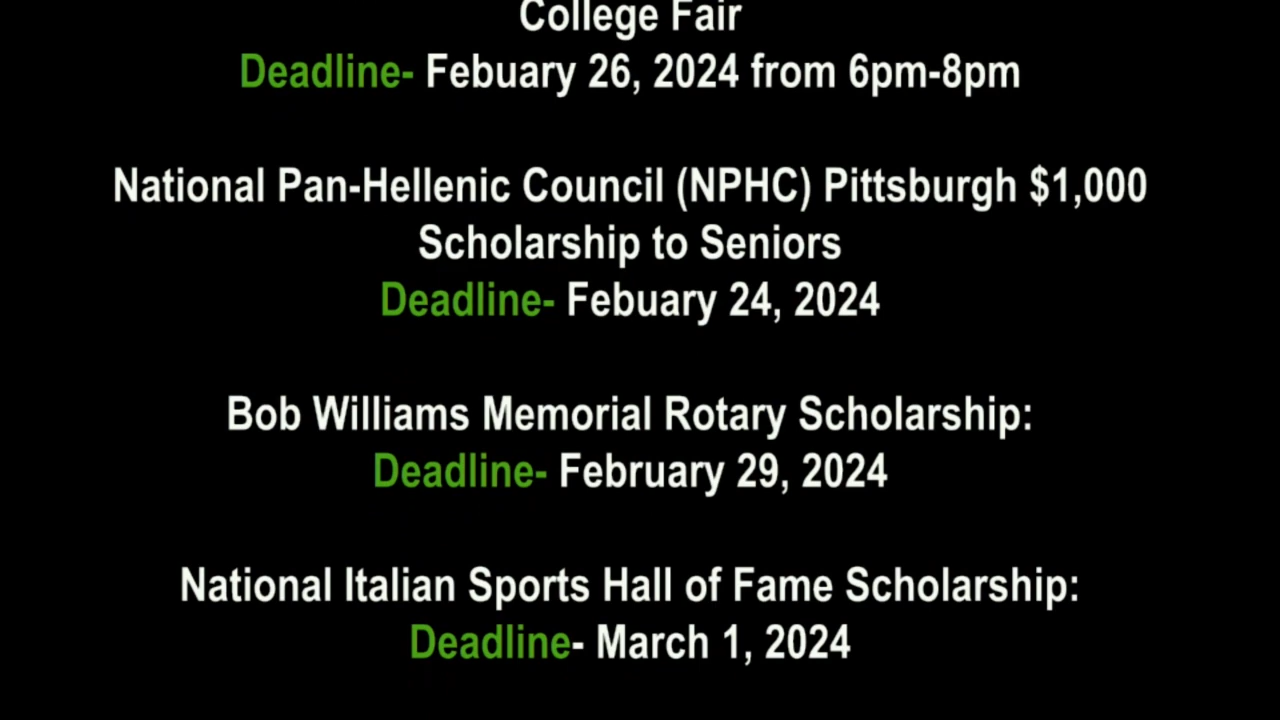 College Fair
Deadline- Febuary 26, 2024 from 6pm-8pm
National Pan-Hellenic Council (NPHC) Pittsburgh $1,000
Scholarship to Seniors
Deadline- Febuary 24, 2024
Bob Williams Memorial Rotary Scholarship:
Deadline- February 29, 2024
National Italian Sports Hall of Fame Scholarship:
Deadline- March 1, 2024